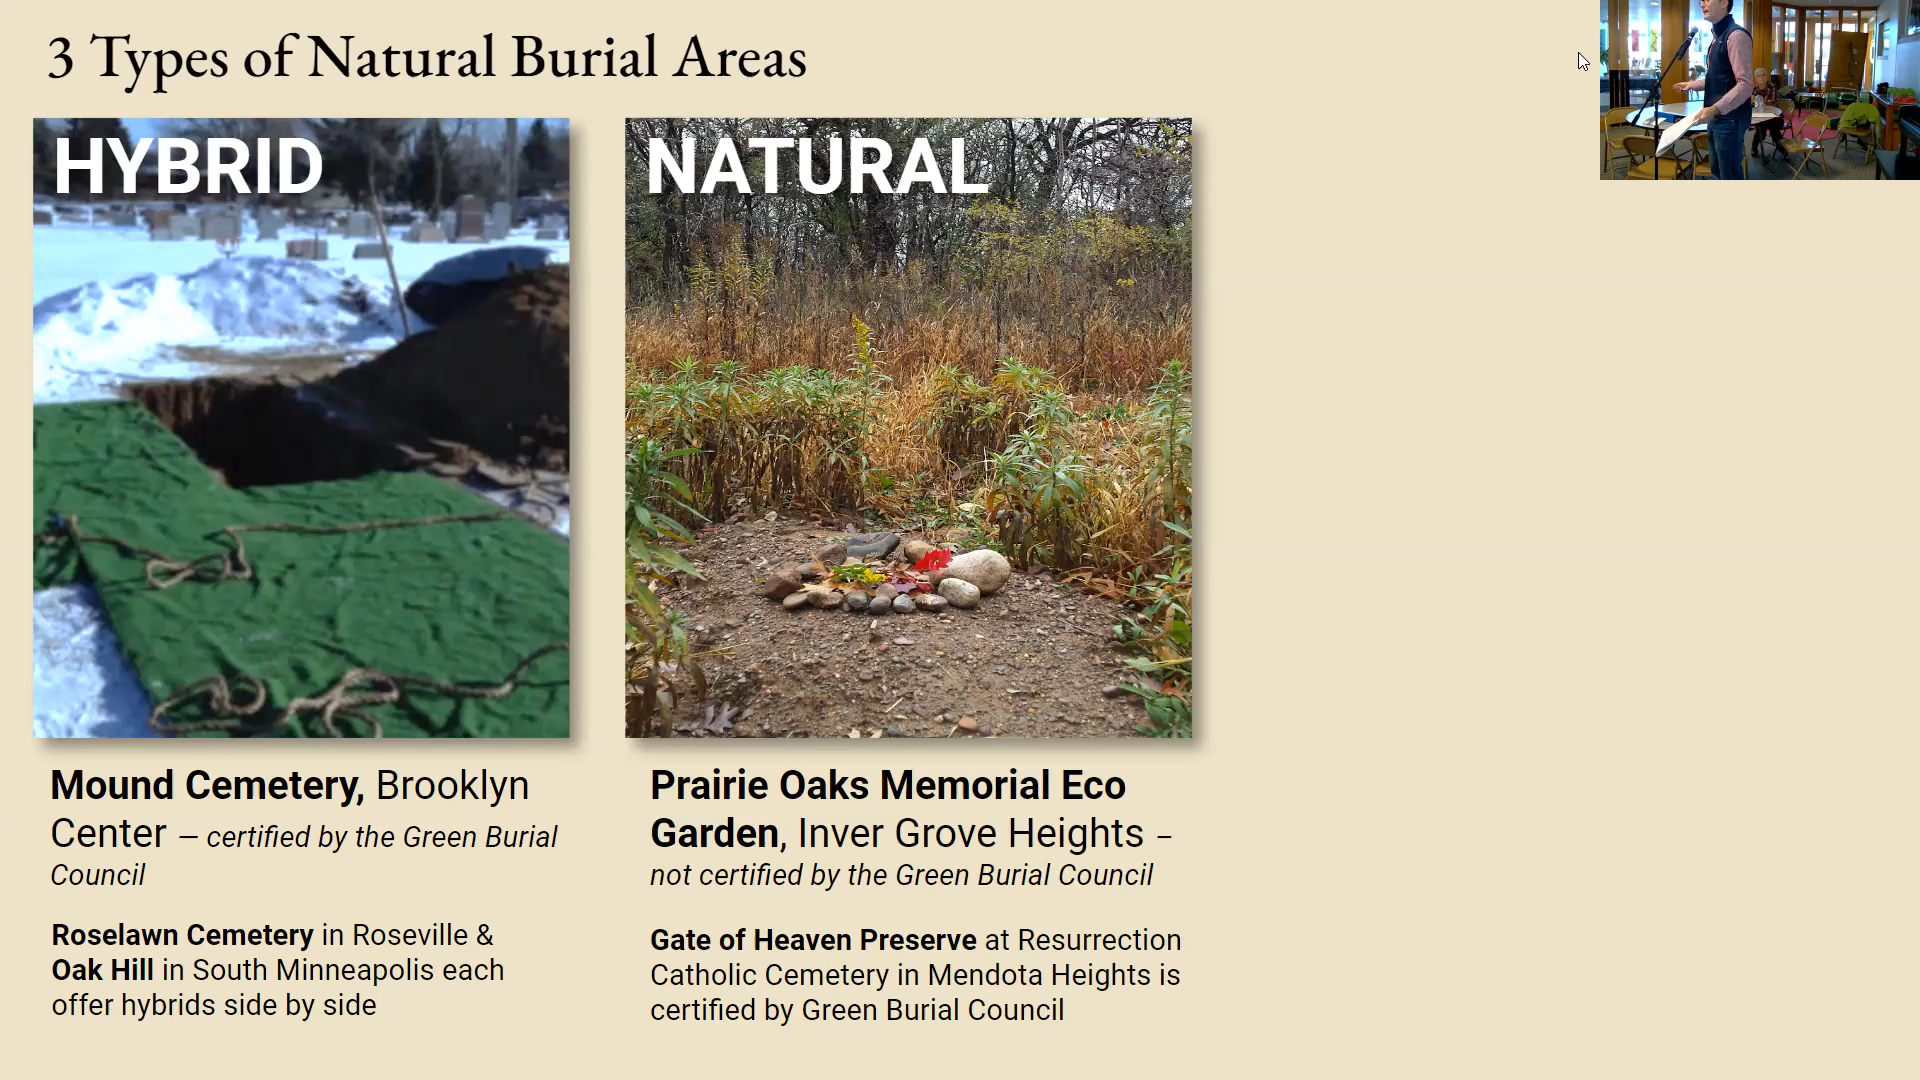 3 Types of Natural Burial Areas
HYBRID
Mound Cemetery, Brooklyn
Center – certified by the Green Burial
Council
Roselawn Cemetery in Roseville &
Oak Hill in South Minneapolis each
offer hybrids side by side
NATURAL
Prairie Oaks Memorial Eco
Garden, Inver Grove Heights –
not certified by the Green Burial Council
Gate of Heaven Preserve at Resurrection
Catholic Cemetery in Mendota Heights is
certified by Green Burial Council